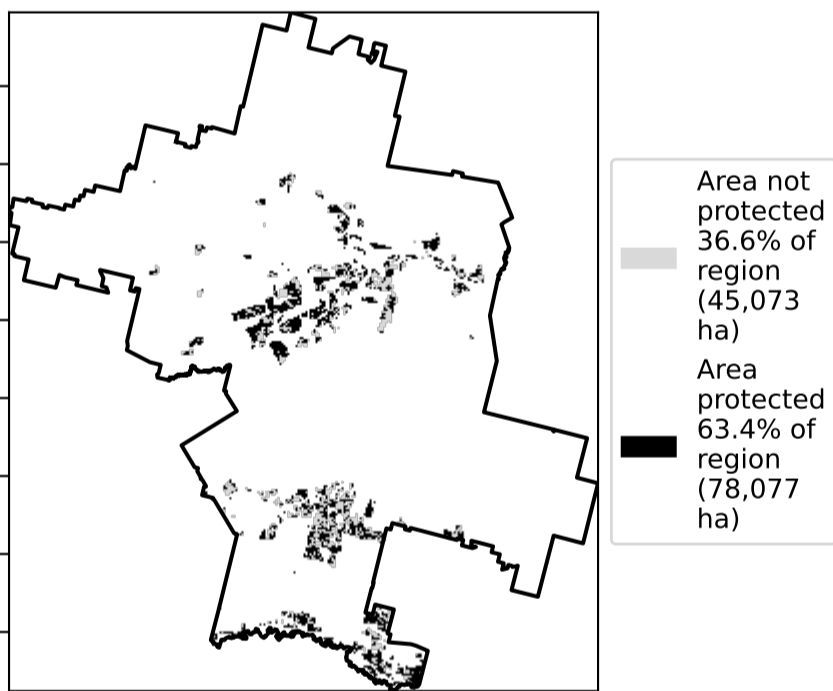 Area not
protected
36.6% of
region
(45,073
ha)
Area
protected
63.4% of
region
(78,077
ha)